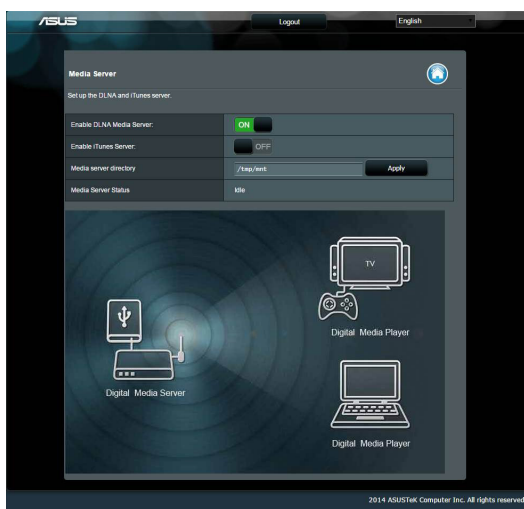 ASUS
Logout
English
Media Server
Set up the DLNA and iTunes server.
Enable DLNA Media Server:
ON
Enable iTunes Server:
OFF
Media server directory
/tmp/mnt
Apply
Media Server Status
Idle
TV
Digital Media Player
Digital Media Server
Digital Media Player
2014 ASUSTeK Computer Inc. All rights reserved